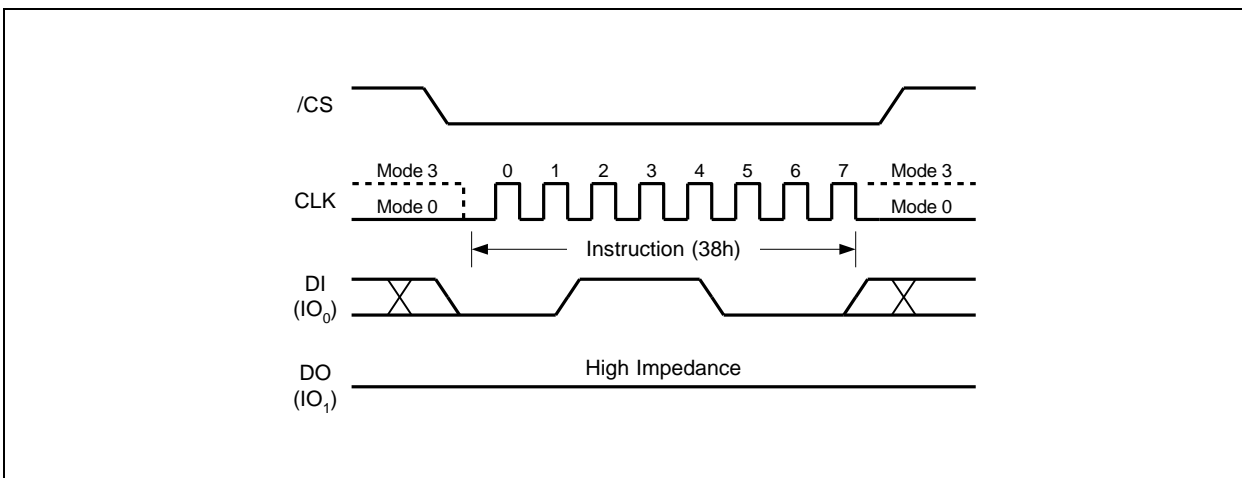 /CS
Mode 3 0 1 2 3 4 5 6 7 Mode 3
CLK
Mode 0 Mode 0
Instruction (38h)
DI
(IO₀)
High Impedance
DO
(IO₁)